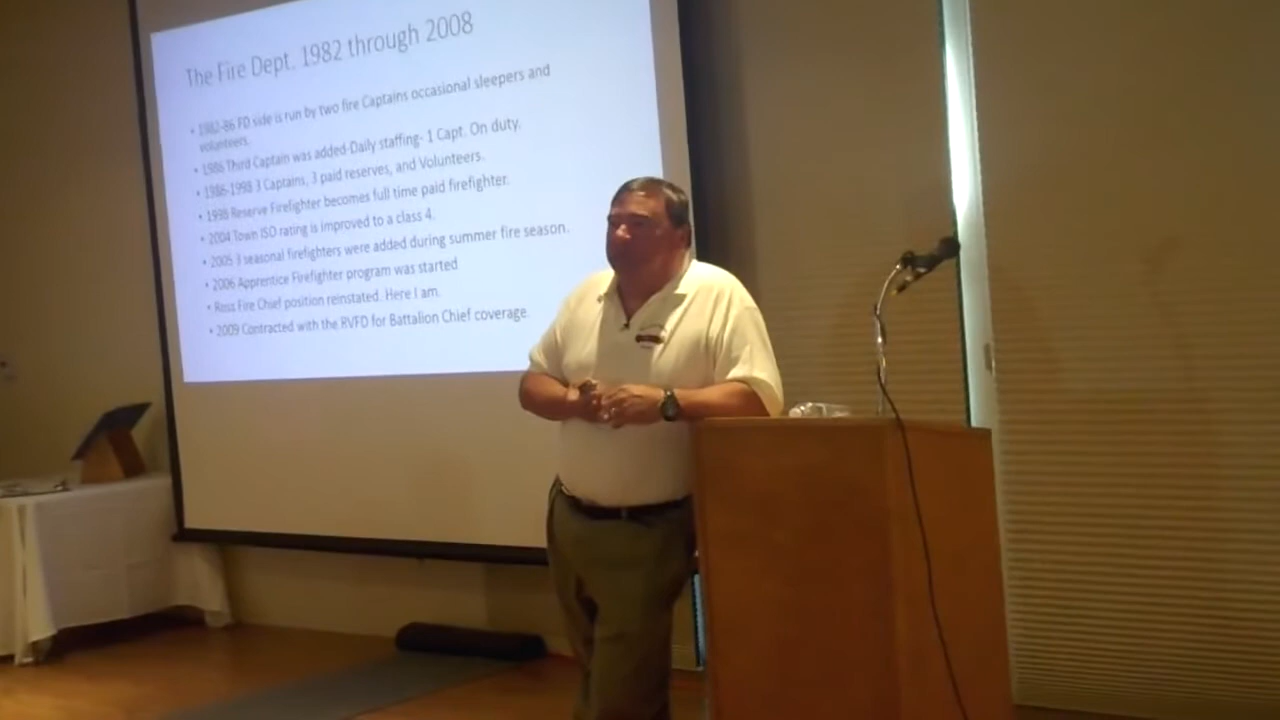 The Fire Dept. 1982 through 2008
• 1982-86 FD side is run by two fire Captains occasional sleepers and
volunteers.
• 1986 Third Captain was added-Daily staffing- 1 Capt. On duty.
• 1986-1998 3 Captains, 3 paid reserves, and Volunteers.
• 1998 Reserve Firefighter becomes full time paid firefighter.
• 2004 Town ISO rating is improved to a class 4.
• 2005 3 seasonal firefighters were added during summer fire season.
• 2006 Apprentice Firefighter program was started
• Ross Fire Chief position reinstated. Here I am.
• 2009 Contracted with the RVFD for Battalion Chief coverage.